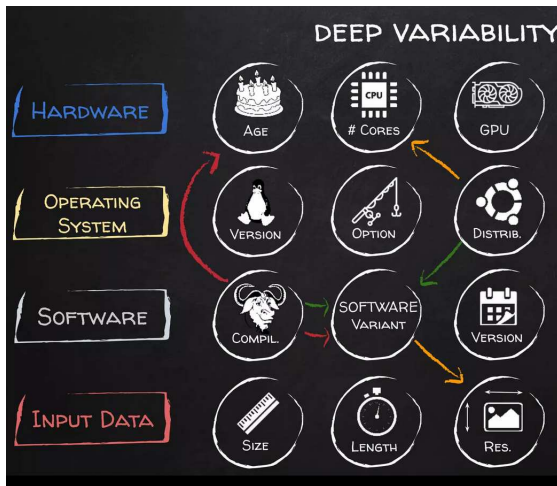 DEEP VARIABILITY
HARDWARE
AGE
CPU
# CORES
GPU
OPERATING
SYSTEM
VERSION
OPTION
DISTRIB.
SOFTWARE
COMPIL.
SOFTWARE
VARIANT
VERSION
INPUT DATA
SIZE
LENGTH
RES.